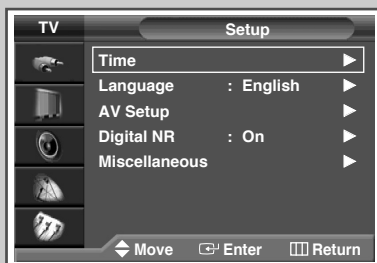 TV Setup
Time
Language : English
AV Setup
Digital NR : On
Miscellaneous
Move Enter Return